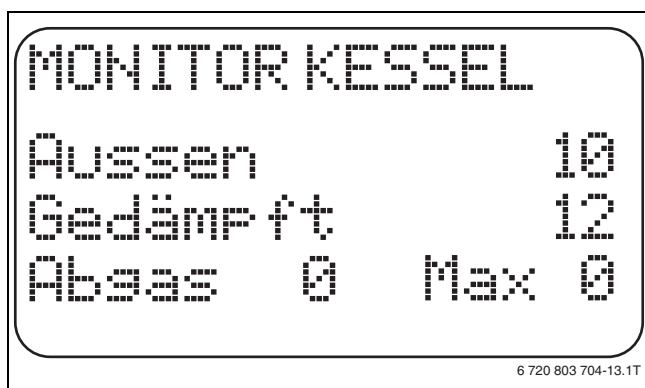 MONITOR KESSEL
Aussen 10
Gedämpft 12
Abgas 0 Max 0
6 720 803 704-13.1T